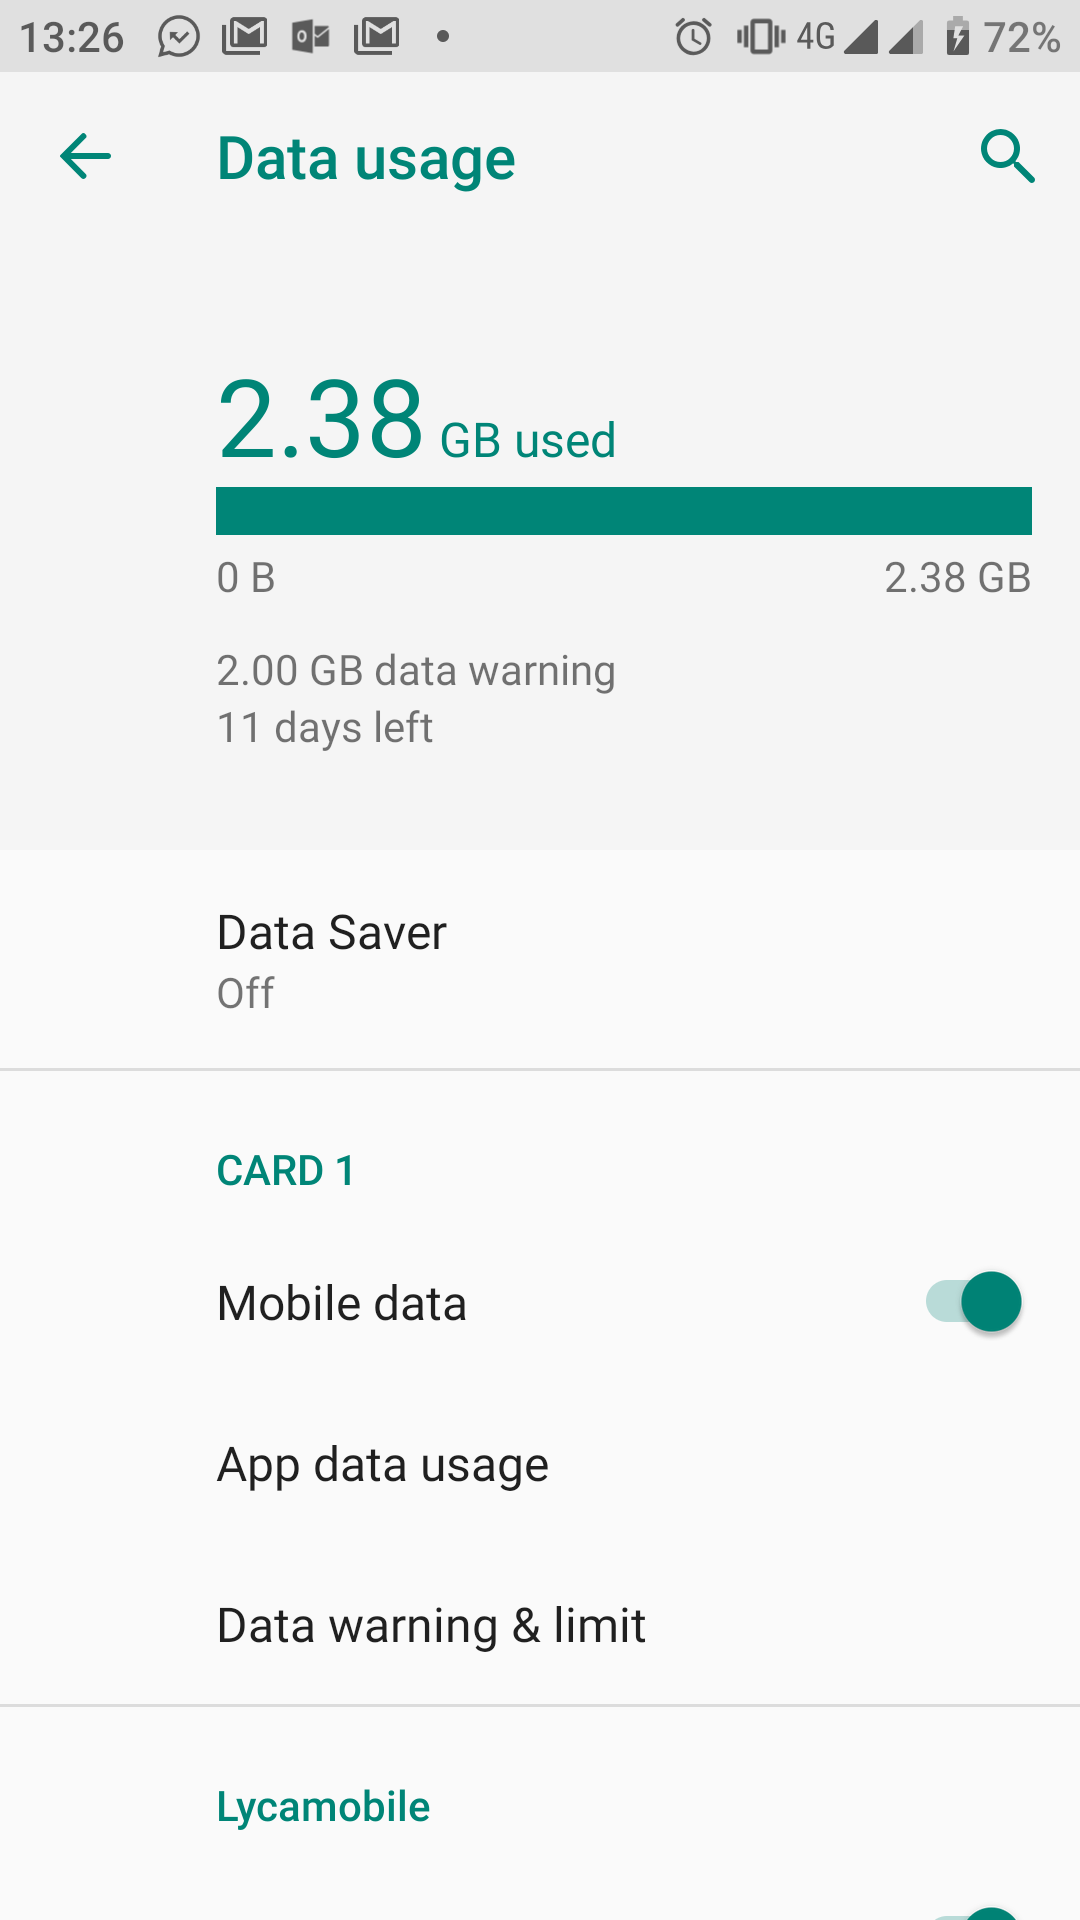 13:26 4G 72%
Data usage
2.38 GB used
0 B 2.38 GB
2.00 GB data warning
11 days left
Data Saver
Off
CARD 1
Mobile data
App data usage
Data warning & limit
Lycamobile